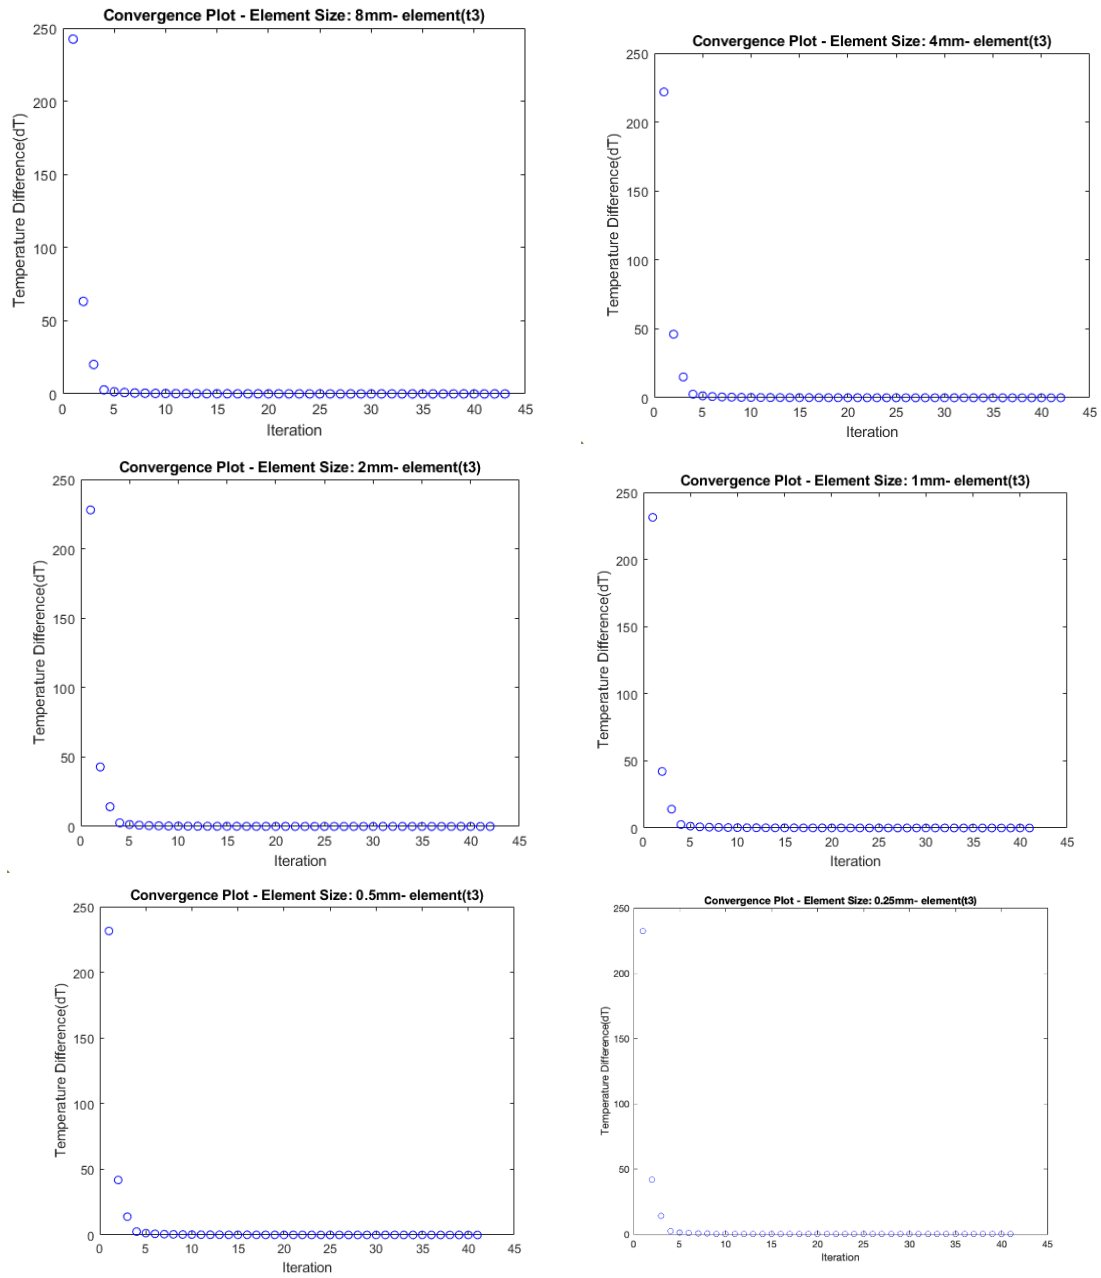 Convergence Plot - Element Size: 8mm- element(t3)
250
200
150
100
50
0
Temperature Difference(dT)
0 5 10 15 20 25 30 35 40 45
Iteration
Convergence Plot - Element Size: 4mm- element(t3)
250
200
150
100
50
0
Temperature Difference(dT)
0 5 10 15 20 25 30 35 40 45
Iteration
Convergence Plot - Element Size: 2mm- element(t3)
250
200
150
100
50
0
Temperature Difference(dT)
0 5 10 15 20 25 30 35 40 45
Iteration
Convergence Plot - Element Size: 1mm- element(t3)
250
200
150
100
50
0
Temperature Difference(dT)
0 5 10 15 20 25 30 35 40 45
Iteration
Convergence Plot - Element Size: 0.5mm- element(t3)
250
200
150
100
50
0
Temperature Difference(dT)
0 5 10 15 20 25 30 35 40 45
Iteration
Convergence Plot - Element Size: 0.25mm- element(t3)
250
200
150
100
50
0
Temperature Difference(dT)
0 5 10 15 20 25 30 35 40 45
Iteration